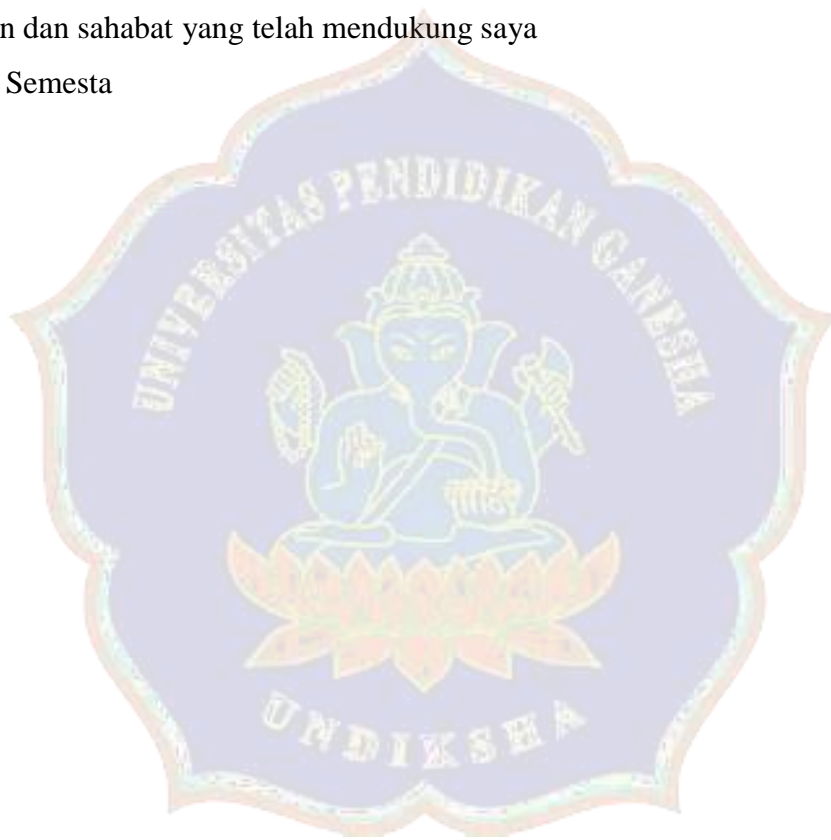 n dan sahabat yang telah mendukung saya
Semesta
UNIVERSITAS PENDIDIKAN GANESHA
UNDIKSHA